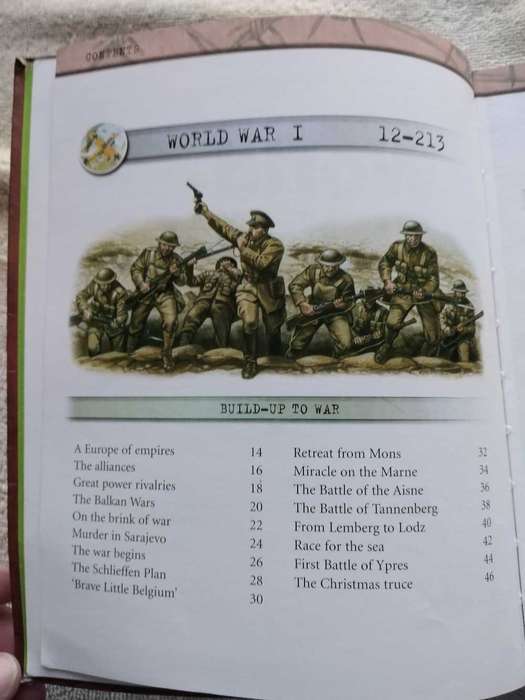 CONTENTS
WORLD WAR I 12-213
BUILD-UP TO WAR
A Europe of empires 14
The alliances 16
Great power rivalries 18
The Balkan Wars 20
On the brink of war 22
Murder in Sarajevo 24
The war begins 26
The Schlieffen Plan 28
'Brave Little Belgium' 30
Retreat from Mons 32
Miracle on the Marne 34
The Battle of the Aisne 36
The Battle of Tannenberg 38
From Lemberg to Lodz 40
Race for the sea 42
First Battle of Ypres 44
The Christmas truce 46